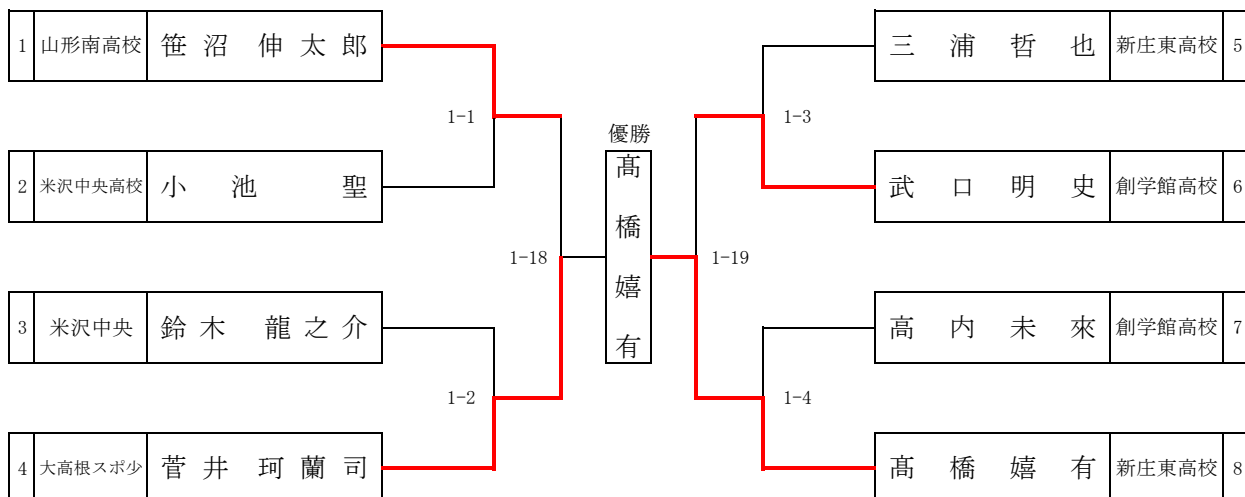 1 山形南高校 笹沼 伸太郎
1-1
2 米沢中央高校 小池 聖
1-18
3 米沢中央 鈴木 龍之介
1-2
4 大高根スポ少 菅井 珂蘭司
優勝
髙橋嬉有
三浦哲也 新庄東高校 5
1-3
武口明史 創学館高校 6
1-19
高内未來 創学館高校 7
1-4
髙橋嬉有 新庄東高校 8